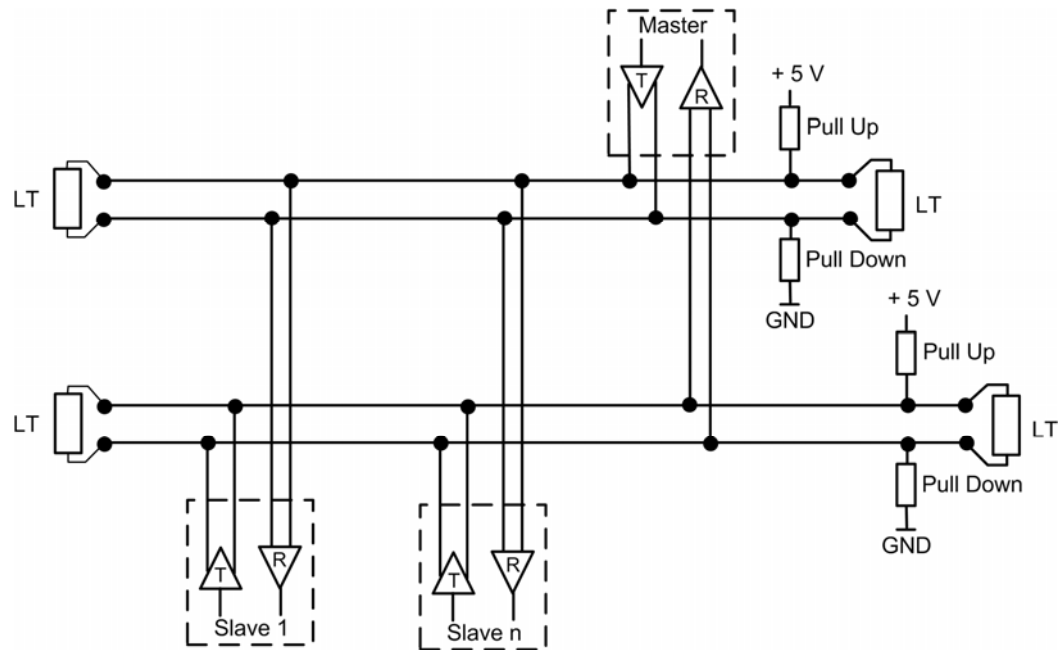 Master
T
R
+ 5 V
Pull Up
LT
LT
Pull Down
GND
+ 5 V
Pull Up
LT
LT
Pull Down
GND
T
R
Slave 1
T
R
Slave n